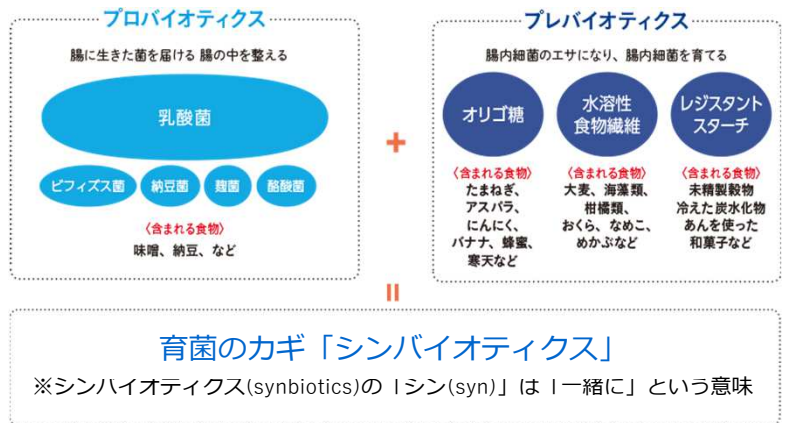 プロバイオティクス
腸に生きた菌を届ける 腸の中を整える
乳酸菌
ビフィズス菌
納豆菌
麹菌
酪酸菌
〈含まれる食物〉
味噌、納豆、など
+
プレバイオティクス
腸内細菌のエサになり、腸内細菌を育てる
オリゴ糖
〈含まれる食物〉
たまねぎ、
アスパラ、
にんにく、
バナナ、蜂蜜、
寒天など
水溶性
食物繊維
〈含まれる食物〉
大麦、海藻類、
柑橘類、
おくら、なめこ、
めかぶなど
レジスタント
スターチ
〈含まれる食物〉
未精製穀物
冷えた炭水化物
あんを使った
和菓子など
=
育菌のカギ「シンバイオティクス」
※シンバイオティクス(synbiotics)の「シン(syn)」は「一緒に」という意味